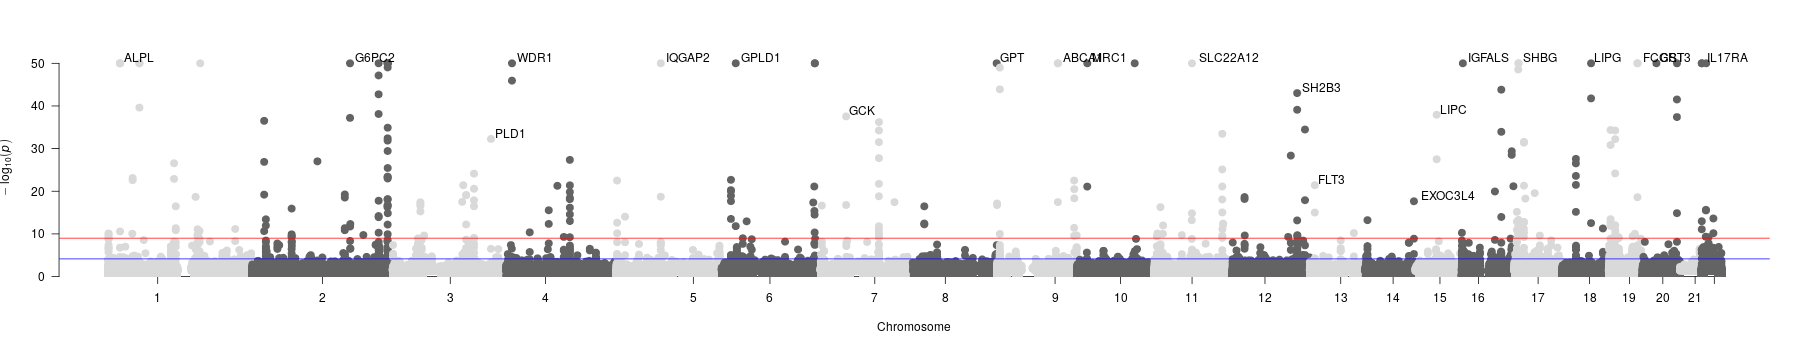 ALPL G6PC2 WDR1 IQGAP2 GPLD1 GPT ABCA1 MRC1 SLC22A12 IGFALS SHBG LIPG IL17RA
SH2B3
GCK LIPC
PLD1
FLT3
EXOC3L4
− log10(p)
50
40
30
20
10
0
1 2 3 4 5 6 7 8 9 10 11 12 13 14 15 16 17 18 19 20 21
Chromosome